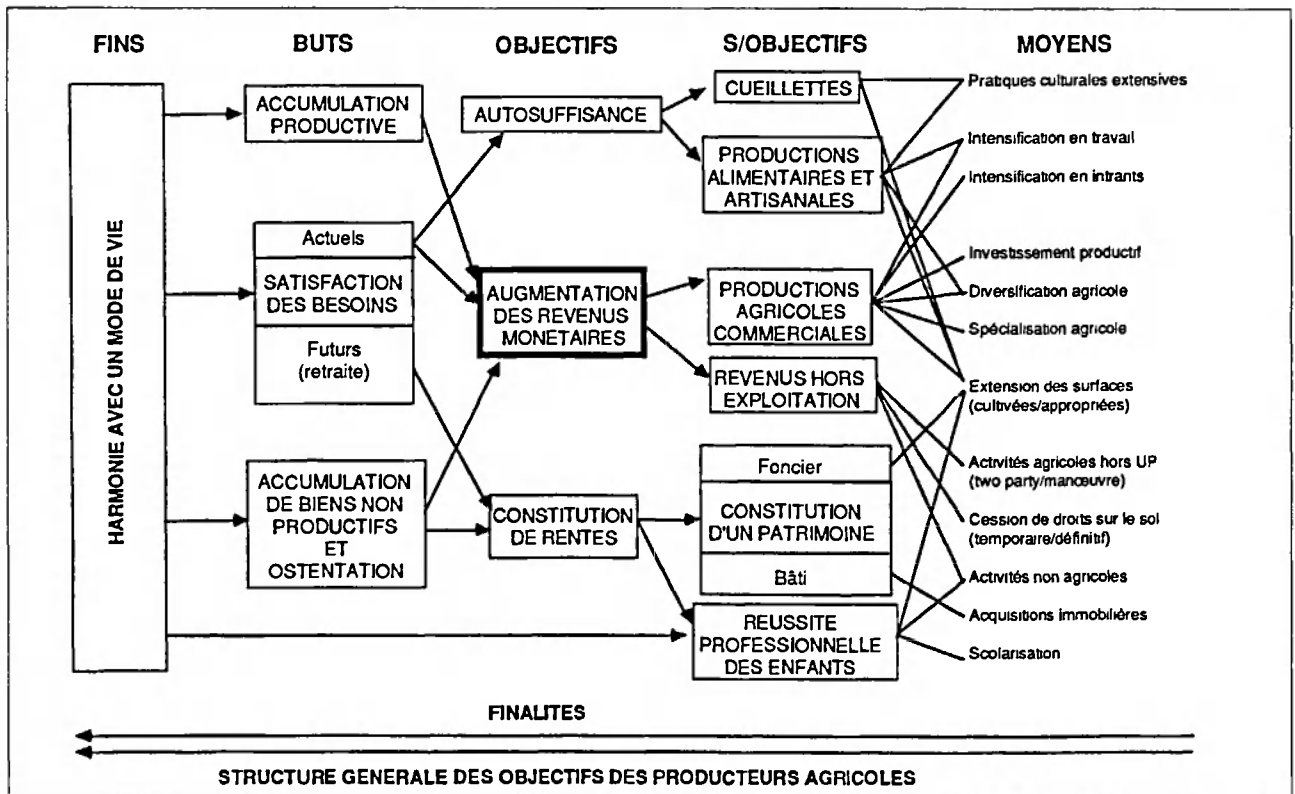 FINS
BUTS
OBJECTIFS
S/OBJECTIFS
MOYENS
HARMONIE AVEC UN MODE DE VIE
ACCUMULATION
PRODUCTIVE
Actuels
SATISFACTION
DES BESOINS
Futurs
(retraite)
ACCUMULATION
DE BIENS NON
PRODUCTIFS
ET
OSTENTATION
AUTOSUFFISANCE
AUGMENTATION
DES REVENUS
MONETAIRES
CONSTITUTION
DE RENTES
CUEILLETTES
PRODUCTIONS
ALIMENTAIRES ET
ARTISANALES
PRODUCTIONS
AGRICOLES
COMMERCIALES
REVENUS HORS
EXPLOITATION
Foncier
CONSTITUTION
D'UN PATRIMOINE
Bâti
REUSSITE
PROFESSIONNELLE
DES ENFANTS
Pratiques culturales extensives
Intensification en travail
Intensification en intrants
Investissement productif
Diversification agricole
Spécialisation agricole
Extension des surfaces
(cultivées/appropriées)
Activités agricoles hors UP
(two party/manœuvre)
Cession de droits sur le sol
(temporaire/définitif)
Activités non agricoles
Acquisitions immobilières
Scolarisation
FINALITES
STRUCTURE GENERALE DES OBJECTIFS DES PRODUCTEURS AGRICOLES